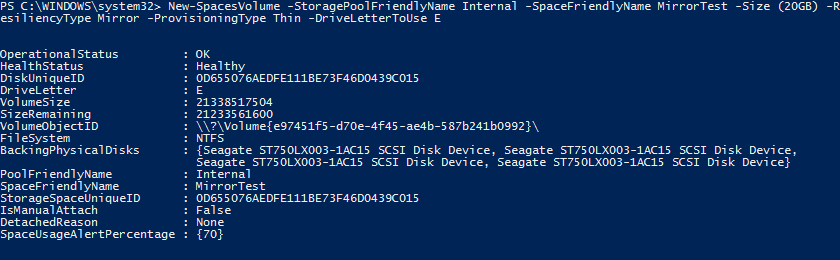 PS C:\WINDOWS\system32> New-SpacesVolume -StoragePoolFriendlyName Internal -SpaceFriendlyName MirrorTest -Size (20GB) -R
esiliencyType Mirror -ProvisioningType Thin -DriveLetterToUse E
OperationalStatus : OK
HealthStatus : Healthy
DiskUniqueID : 0D655076AEDFE111BE73F46D0439C015
DriveLetter : E
VolumeSize : 21338517504
SizeRemaining : 21233561600
VolumeObjectID : \\?\Volume{e97451f5-d70e-4f45-ae4b-587b241b0992}\
FileSystem : NTFS
BackingPhysicalDisks : {Seagate ST750LX003-1AC15 SCSI Disk Device, Seagate ST750LX003-1AC15 SCSI Disk Device,
Seagate ST750LX003-1AC15 SCSI Disk Device, Seagate ST750LX003-1AC15 SCSI Disk Device}
PoolFriendlyName : Internal
SpaceFriendlyName : MirrorTest
StorageSpaceUniqueID : 0D655076AEDFE111BE73F46D0439C015
IsManualAttach : False
DetachedReason : None
SpaceUsageAlertPercentage : {70}